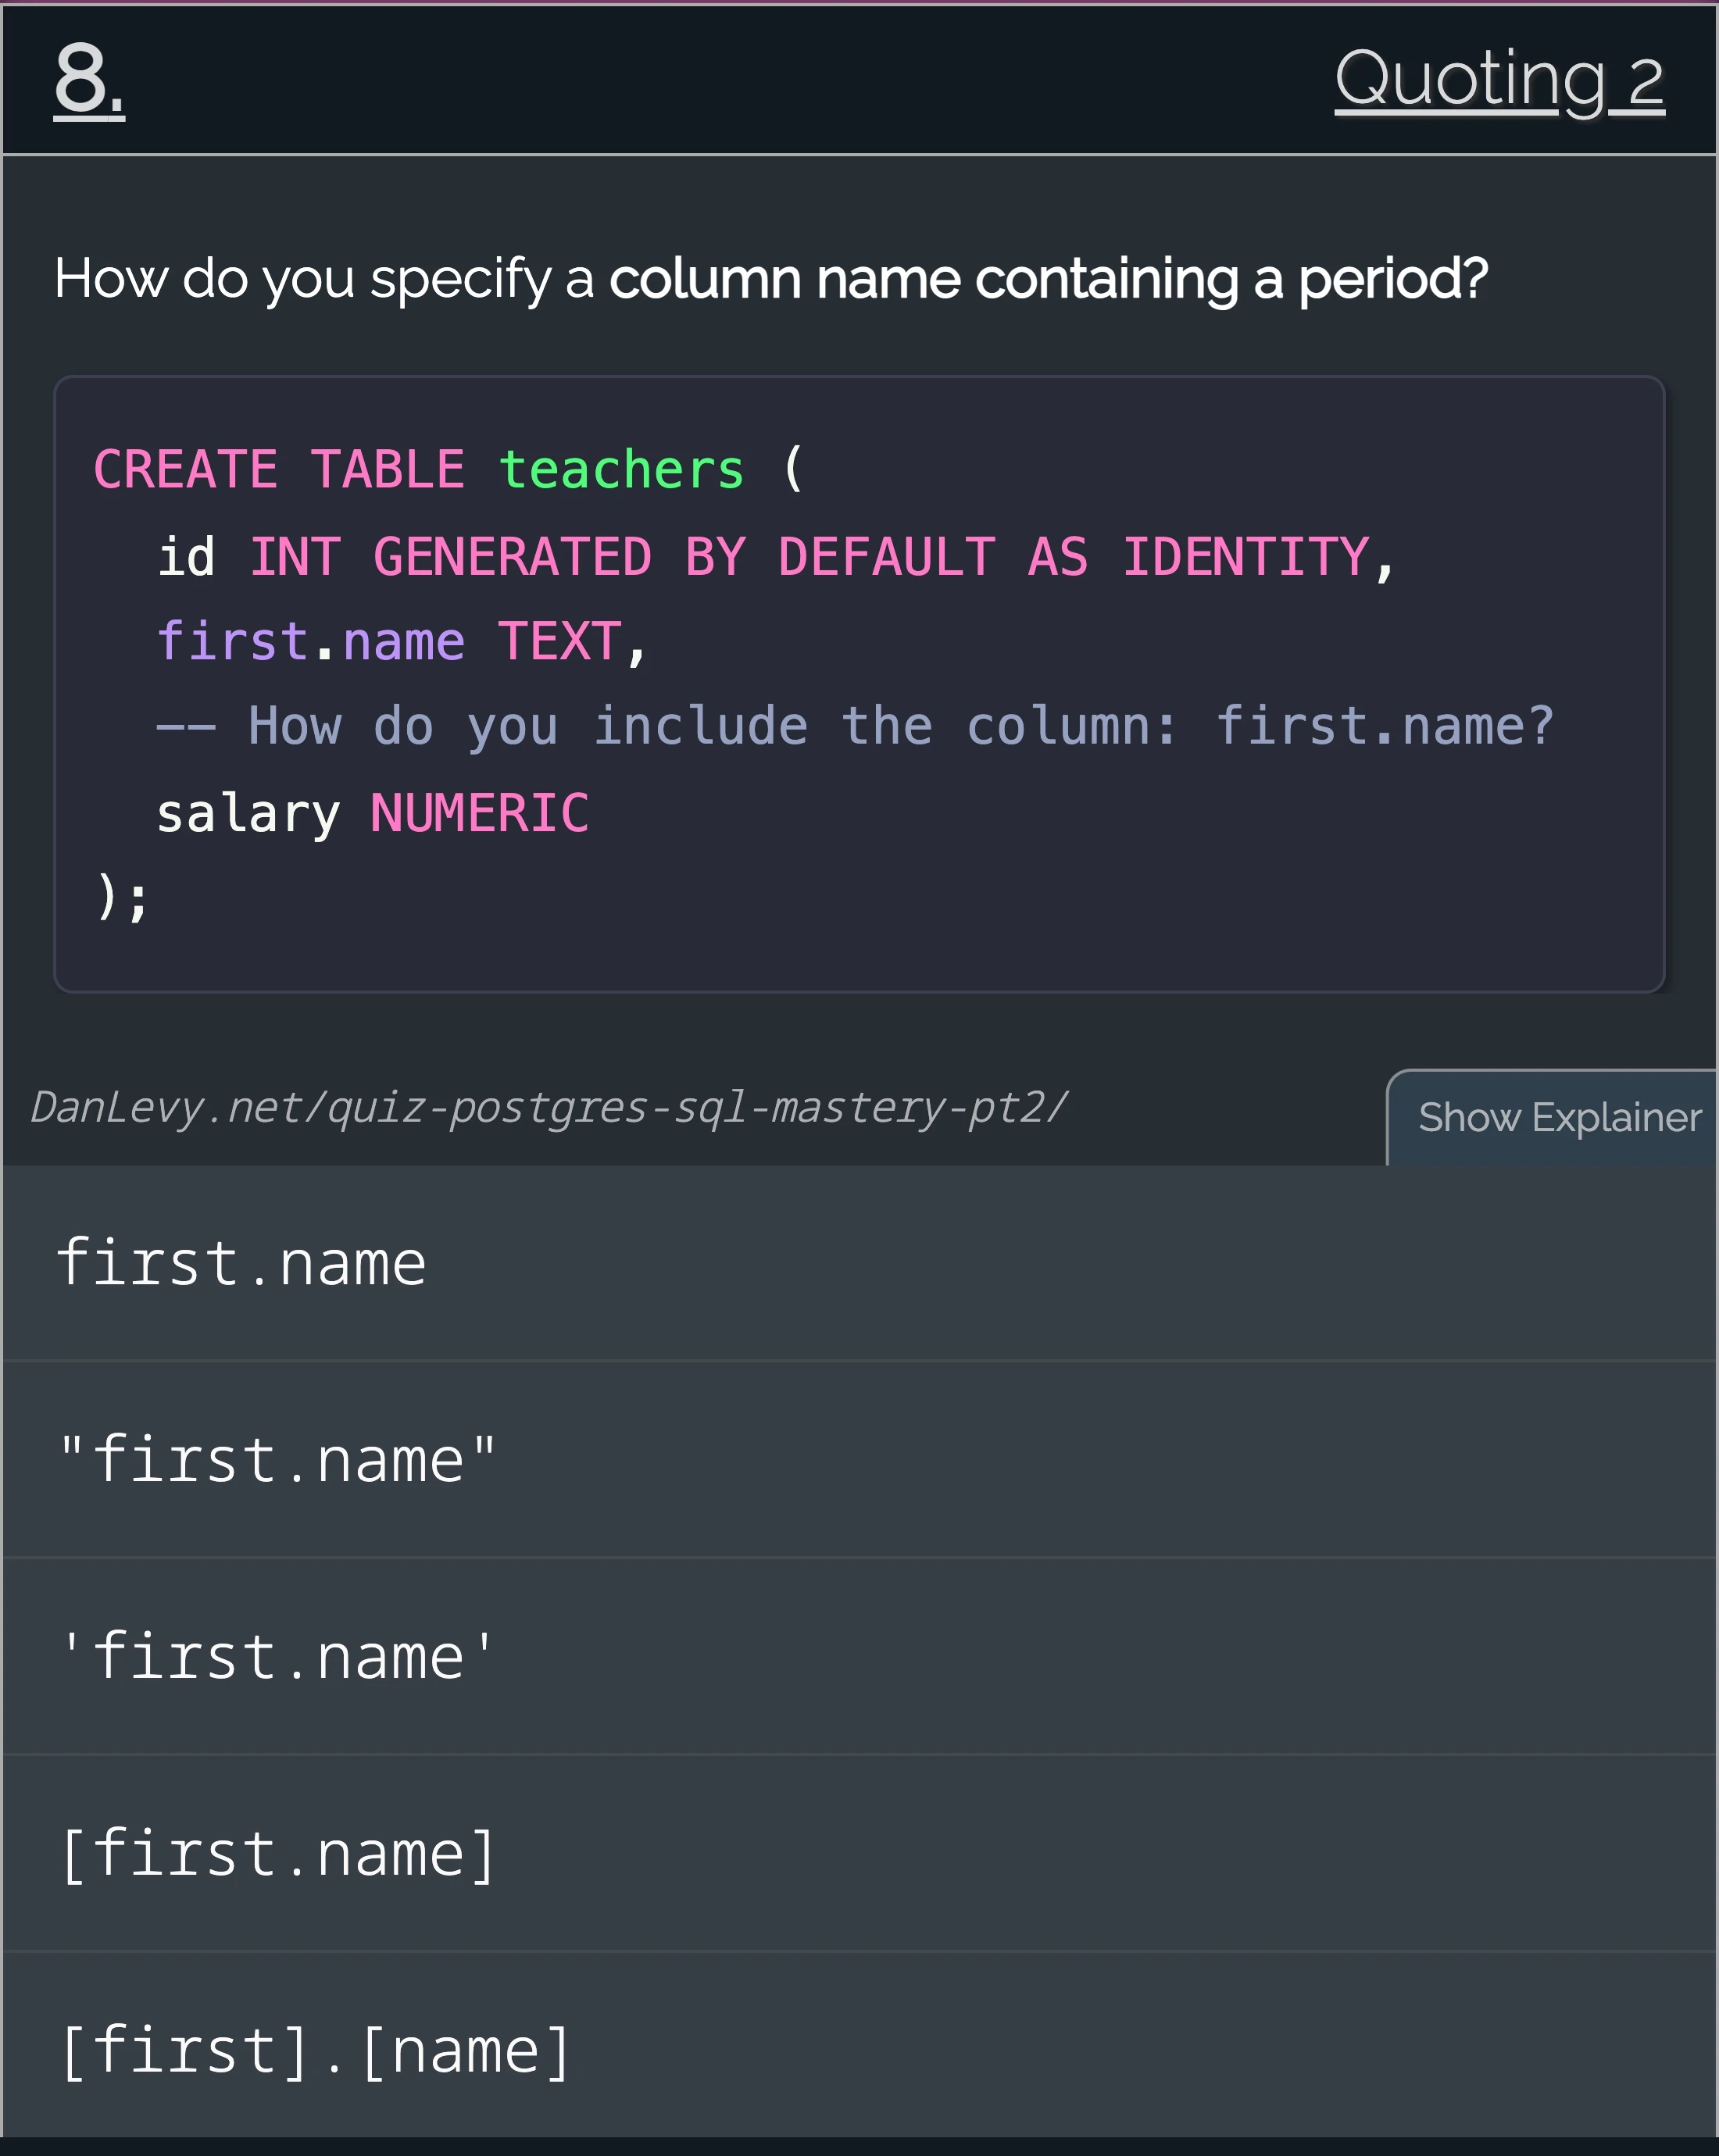 8.
Quoting 2
How do you specify a column name containing a period?
CREATE TABLE teachers (
  id INT GENERATED BY DEFAULT AS IDENTITY,
  first.name TEXT,
  -- How do you include the column: first.name?
  salary NUMERIC
);
DanLevy.net/quiz-postgres-sql-mastery-pt2/
Show Explainer
first.name
"first.name"
'first.name'
[first.name]
[first].[name]